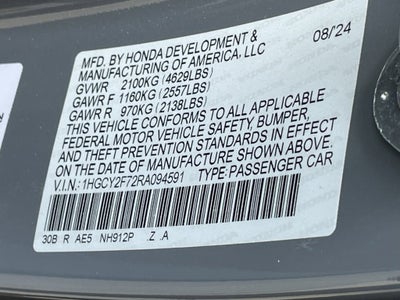 MFD. BY HONDA DEVELOPMENT & 08/24
MANUFACTURING OF AMERICA, LLC
GVWR 2100KG (4629LBS)
GAWR F 1160KG (2557LBS)
GAWR R 970KG (2138LBS)
THIS VEHICLE CONFORMS TO ALL APPLICABLE
FEDERAL MOTOR VEHICLE SAFETY, BUMPER,
AND THEFT PREVENTION STANDARDS IN EFFECT
ON THE DATE OF MANUFACTURE SHOWN ABOVE.
V.I.N.: 1HGCY2F72RA094591 TYPE:PASSENGER CAR
30B R AE5 NH912P .Z .A